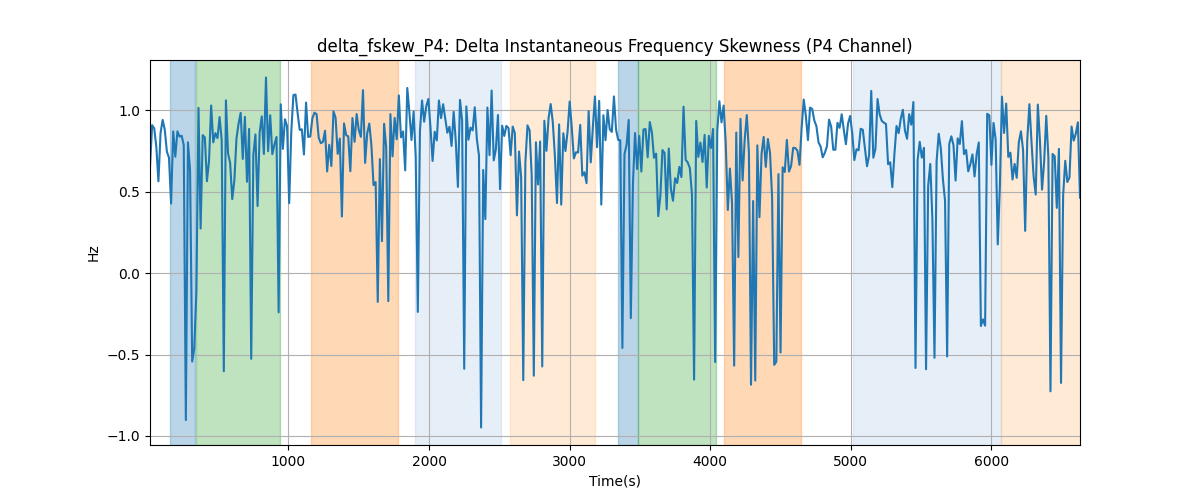 delta_fskew_P4: Delta Instantaneous Frequency Skewness (P4 Channel)
1.0
0.5
0.0
−0.5
−1.0
Hz
1000 2000 3000 4000 5000 6000
Time(s)